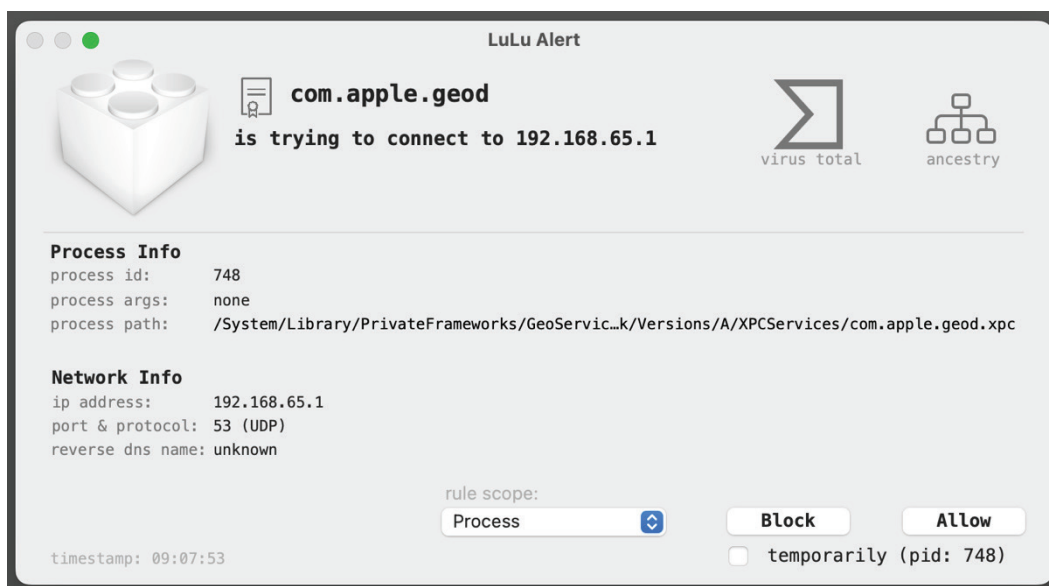 LuLu Alert
com.apple.geod
is trying to connect to 192.168.65.1
virus total
ancestry
Process Info
process id: 748
process args: none
process path: /System/Library/PrivateFrameworks/GeoServic…k/Versions/A/XPCServices/com.apple.geod.xpc
Network Info
ip address: 192.168.65.1
port & protocol: 53 (UDP)
reverse dns name: unknown
rule scope:
Process
Block
Allow
timestamp: 09:07:53
temporarily (pid: 748)